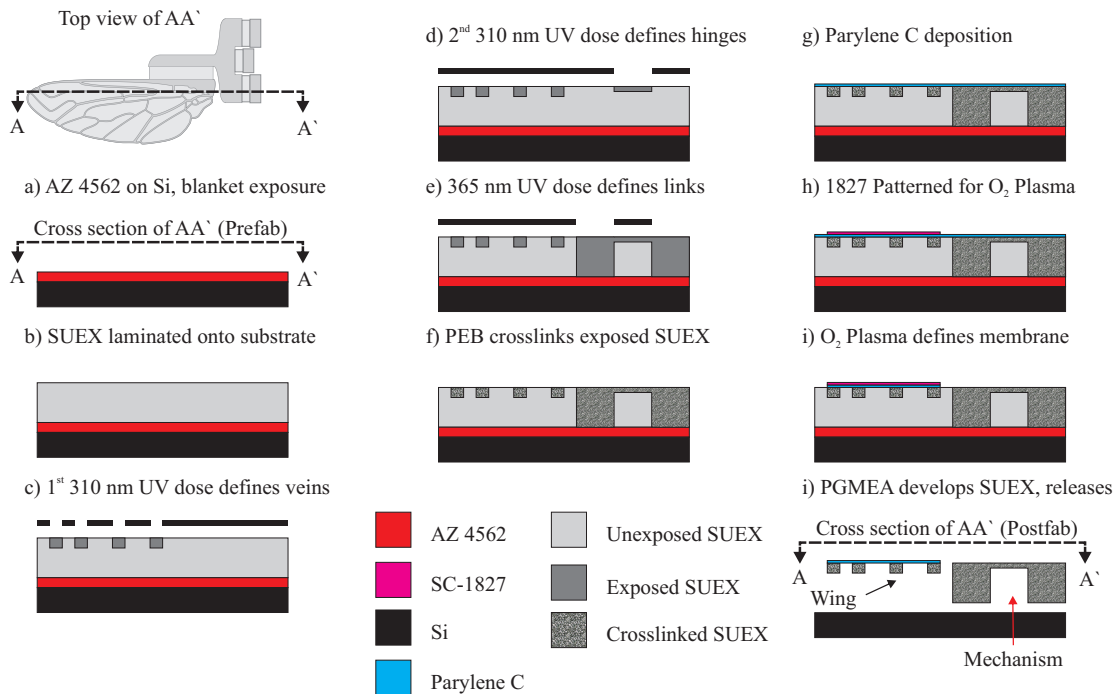 Top view of AA`
A
A`
a) AZ 4562 on Si, blanket exposure
Cross section of AA` (Prefab)
A
A`
b) SUEX laminated onto substrate
c) 1st 310 nm UV dose defines veins
d) 2nd 310 nm UV dose defines hinges
e) 365 nm UV dose defines links
f) PEB crosslinks exposed SUEX
AZ 4562
SC-1827
Si
Parylene C
Unexposed SUEX
Exposed SUEX
Crosslinked SUEX
g) Parylene C deposition
h) 1827 Patterned for O2 Plasma
i) O2 Plasma defines membrane
i) PGMEA develops SUEX, releases
Cross section of AA` (Postfab)
A
A`
Wing
Mechanism